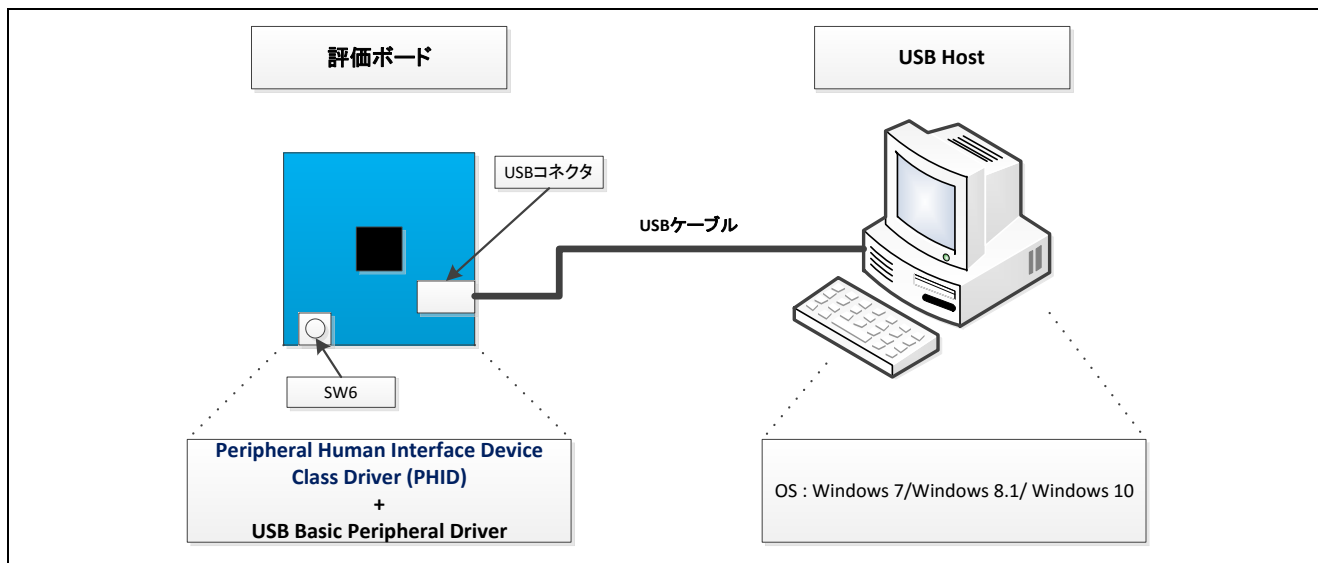 評価ボード
USB Host
USBコネクタ
USBケーブル
SW6
Peripheral Human Interface Device
Class Driver (PHID)
+
USB Basic Peripheral Driver
OS : Windows 7/Windows 8.1/ Windows 10